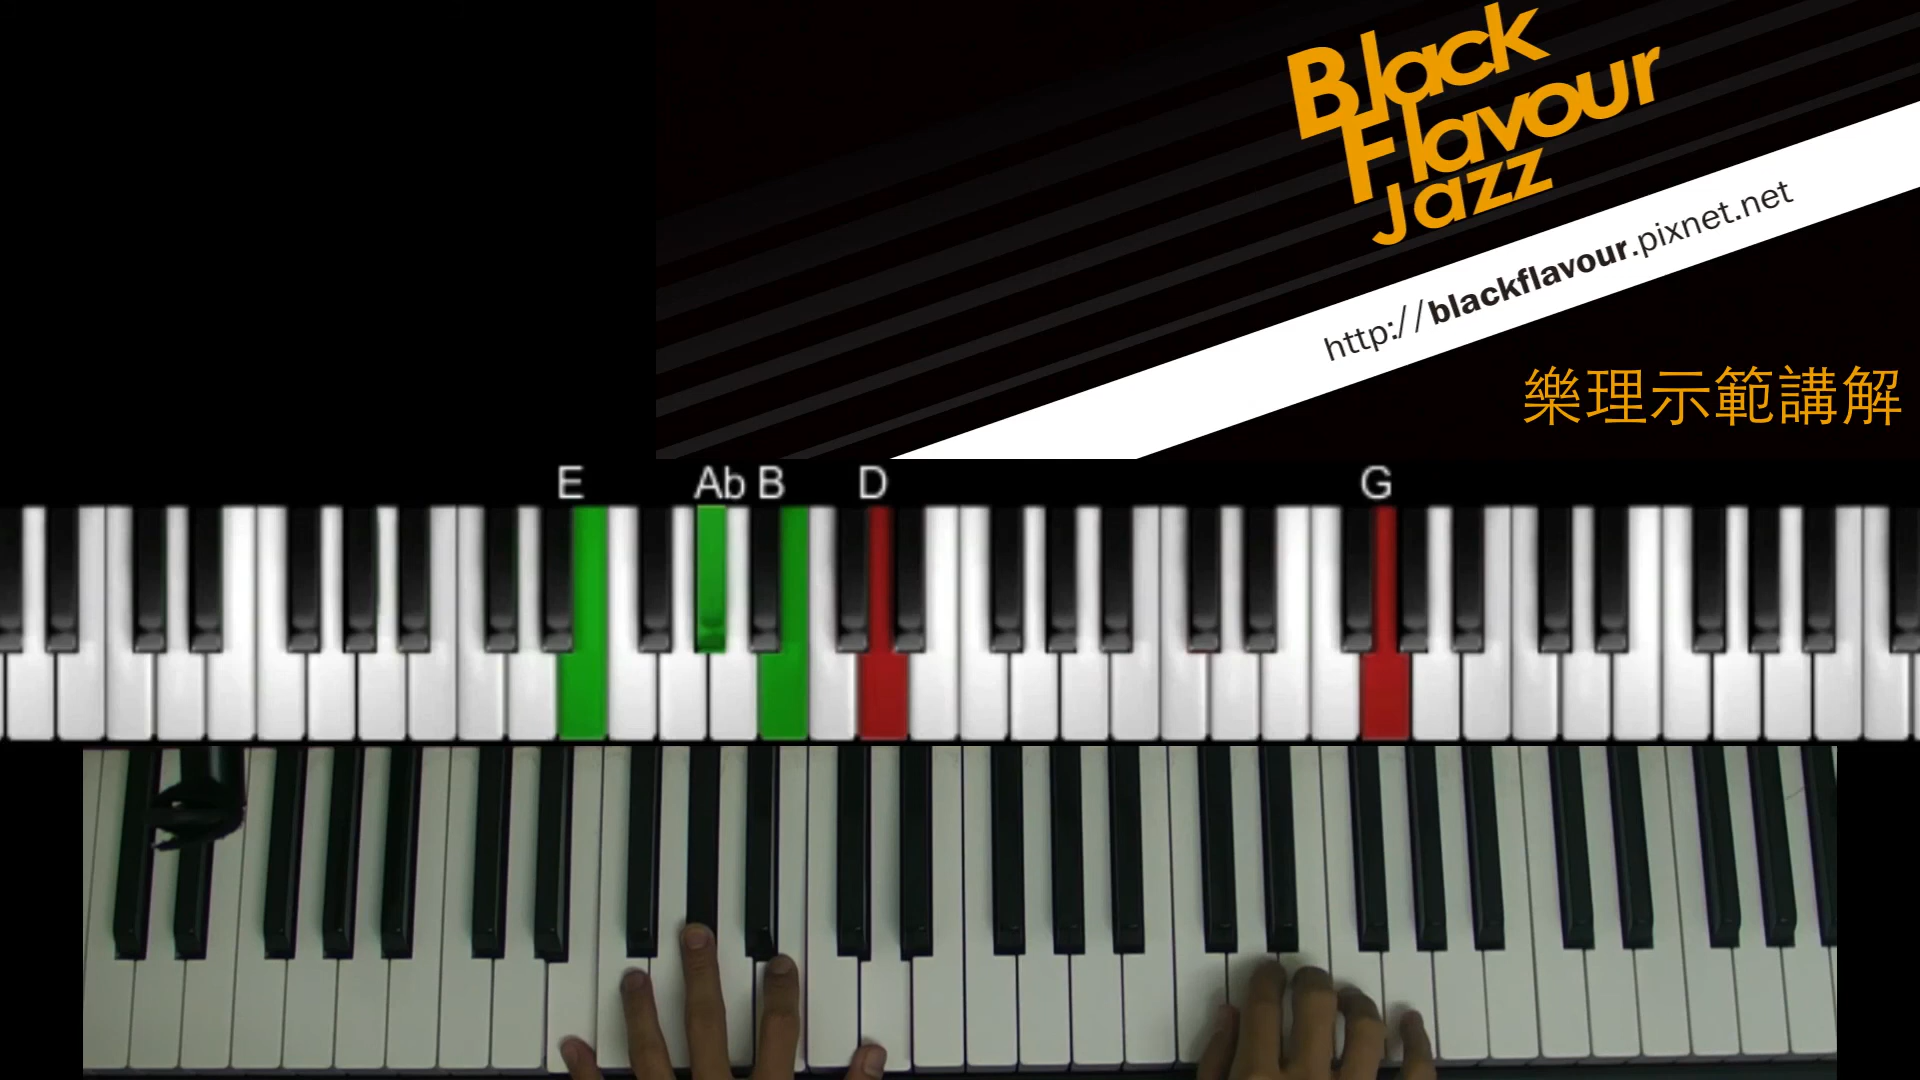 Black
Flavour
Jazz
http://blackflavour.pixnet.net
樂理示範講解
E Ab B D G